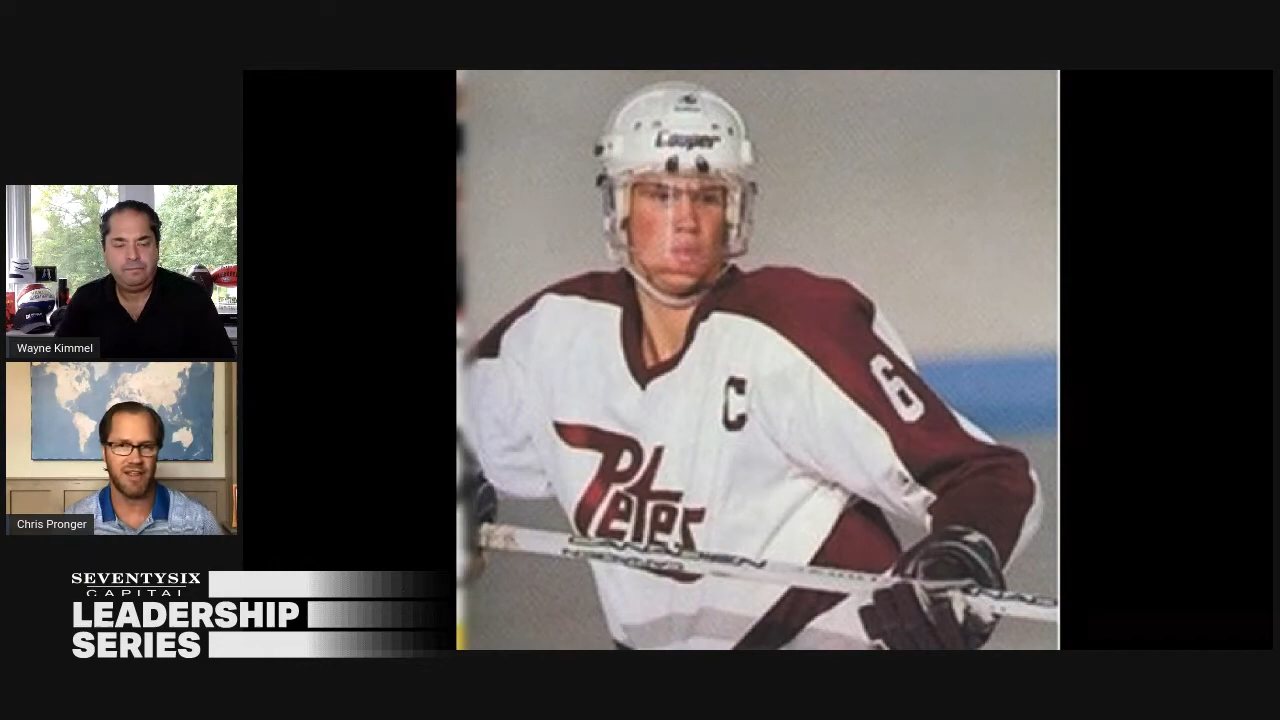 Cooper
C
6
Petes
Wayne Kimmel
Chris Pronger
SEVENTYSIX
CAPITAL
LEADERSHIP
SERIES